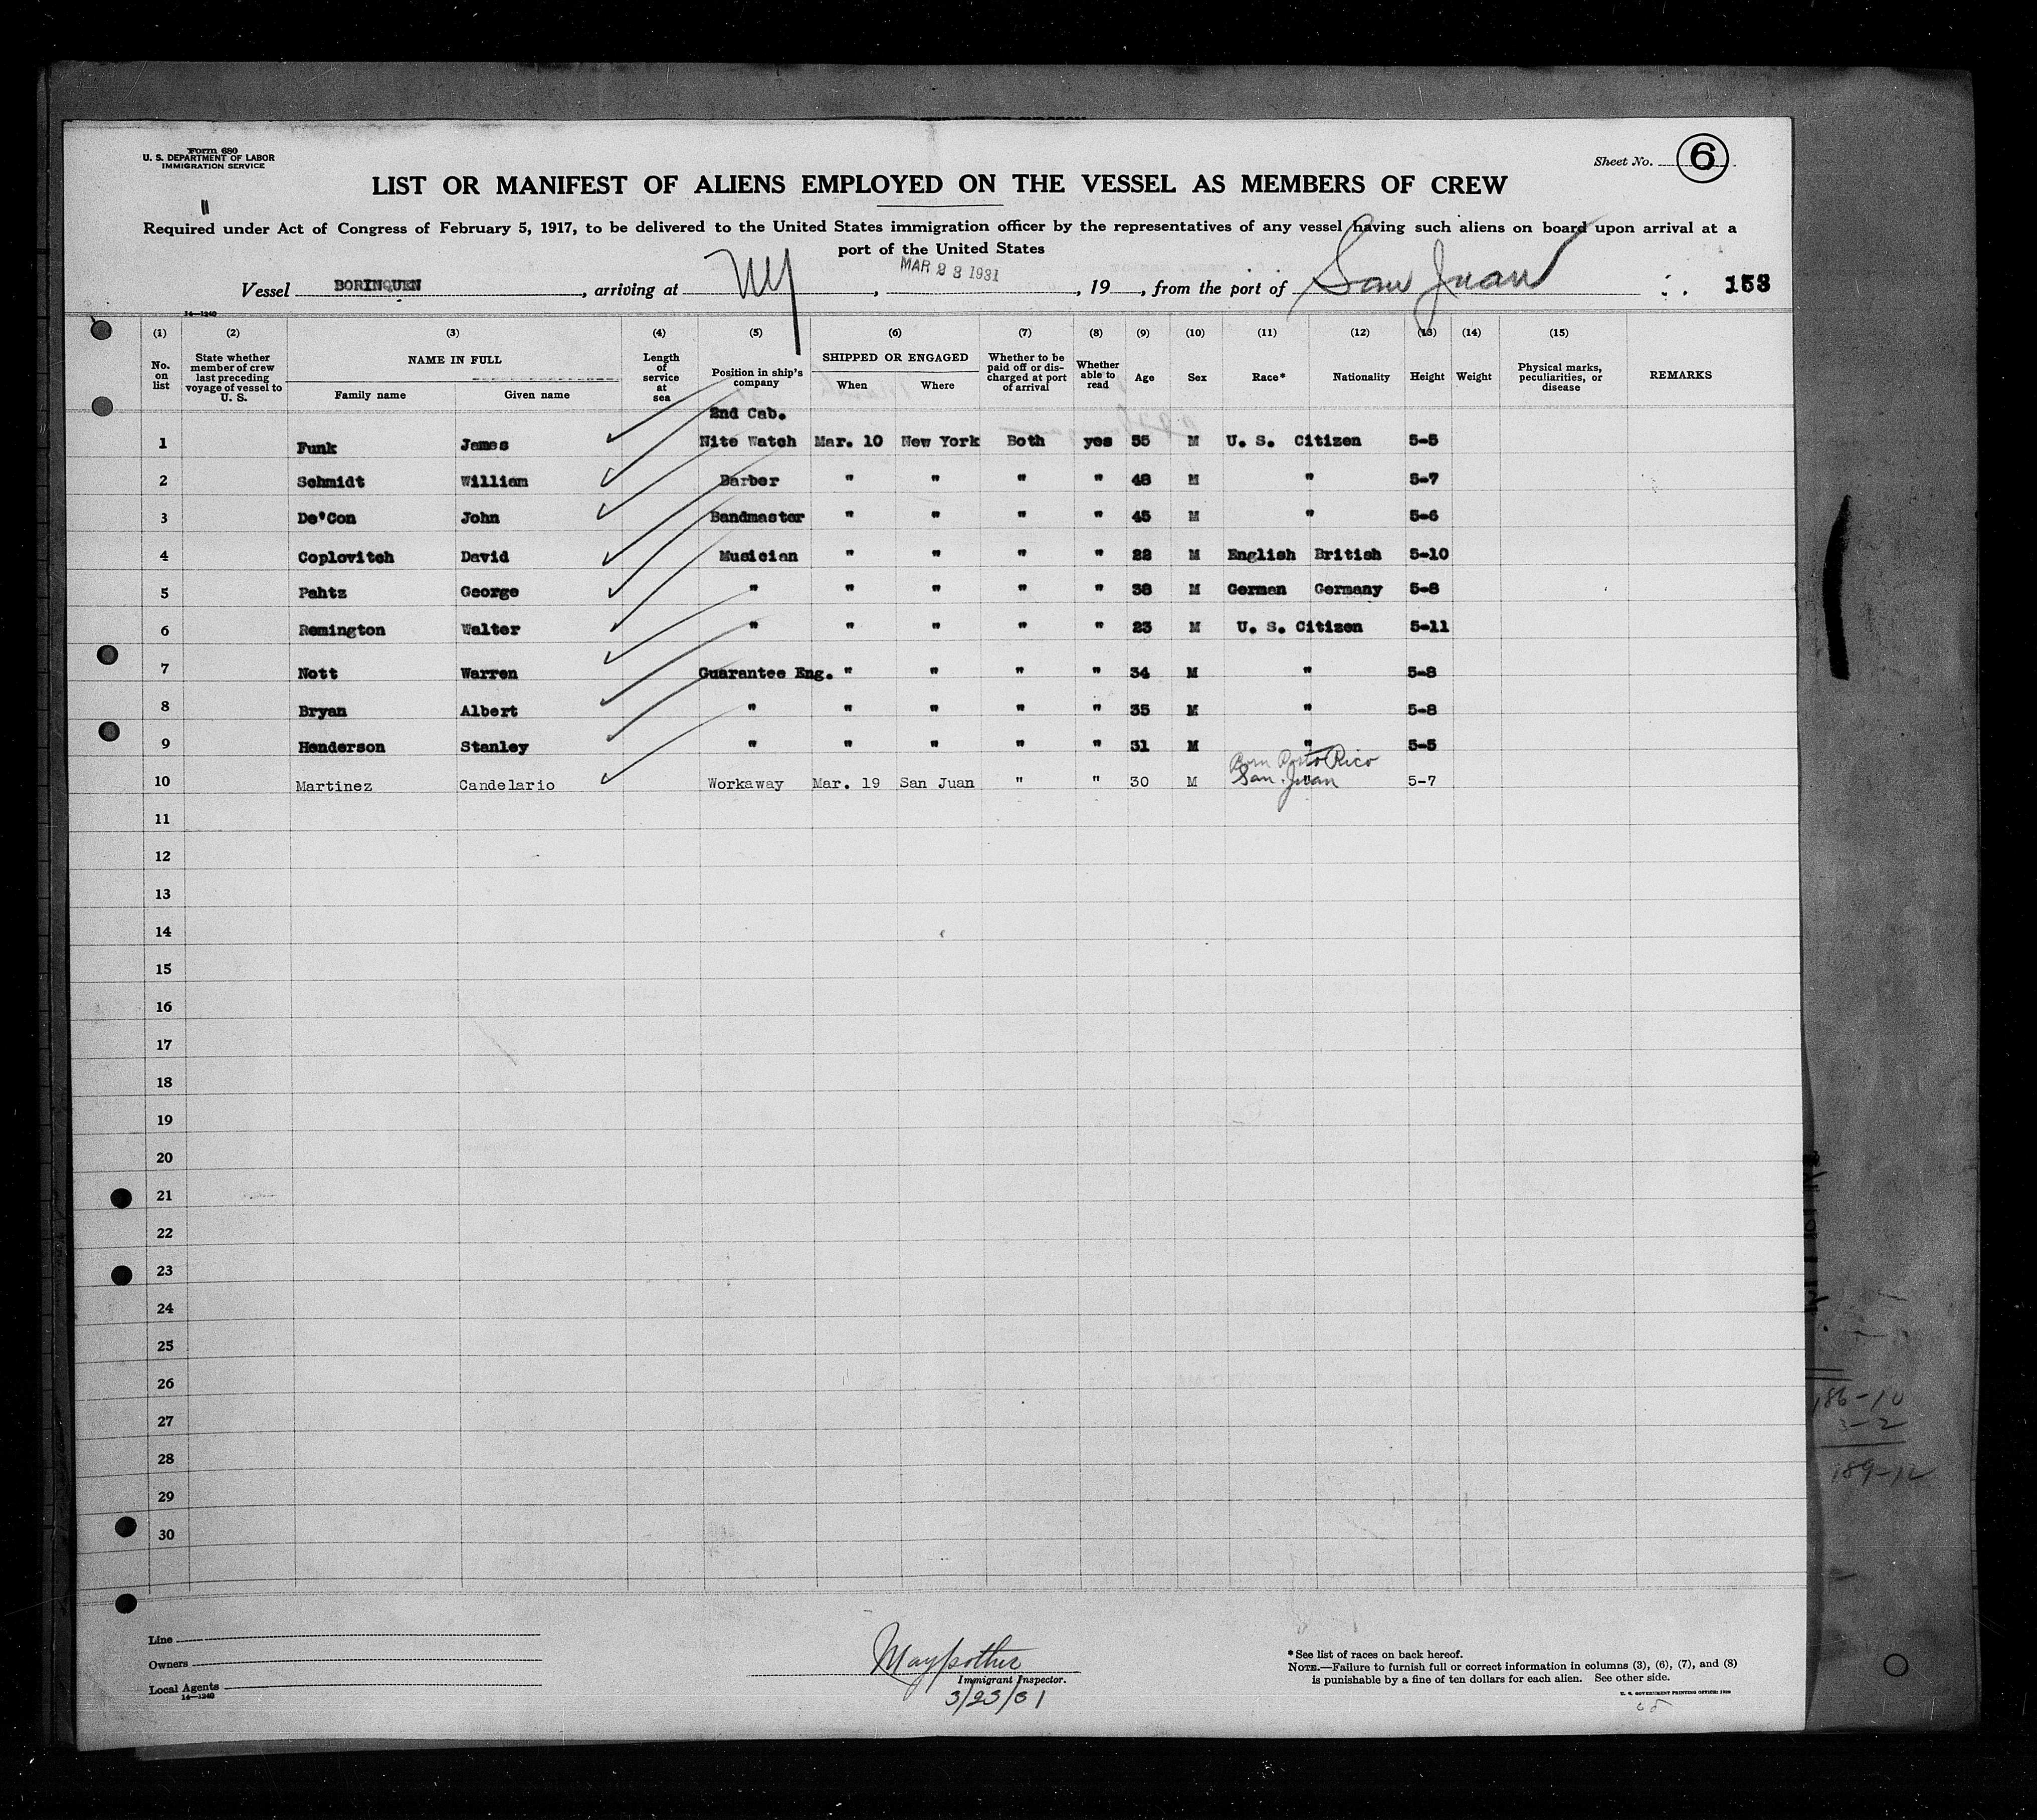 Form 680
U. S. DEPARTMENT OF LABOR
IMMIGRATION SERVICE
Sheet No. 6
LIST OR MANIFEST OF ALIENS EMPLOYED ON THE VESSEL AS MEMBERS OF CREW
Required under Act of Congress of February 5, 1917, to be delivered to the United States immigration officer by the representatives of any vessel having such aliens on board upon arrival at a
port of the United States
Vessel BORINQUEN, arriving at NY, MAR 23 1931, 19, from the port of San Juan 153
14—1240
(1) (2) (3) (4) (5) (6) (7) (8) (9) (10) (11) (12) (13) (14) (15)
No. on list State whether member of crew last preceding voyage of vessel to U. S. NAME IN FULL Family name Given name Length of service at sea Position in ship's company SHIPPED OR ENGAGED When Where Whether to be paid off or discharged at port of arrival Whether able to read Age Sex Race* Nationality Height Weight Physical marks, peculiarities, or disease REMARKS
2nd Cab.
1 Funk James Nite Watch Mar. 10 New York Both yes 55 M U. S. Citizen 5-5
2 Schmidt William Barber " " " " 48 M " 5-7
3 De'Con John Bandmaster " " " " 45 M " 5-6
4 Coplovitch David Musician " " " " 22 M English British 5-10
5 Pahtz George " " " " " 38 M German Germany 5-8
6 Remington Walter " " " " " 23 M U. S. Citizen 5-11
7 Nott Warren Guarantee Eng. " " " " 34 M " 5-8
8 Bryan Albert " " " " " 35 M " 5-8
9 Henderson Stanley " " " " " 31 M " 5-5
Born Porto Rico
10 Martinez Candelario Workaway Mar. 19 San Juan " " 30 M San Juan " 5-7
11
12
13
14
15
16
17
18
19
20
21
22
23
24
25
26
27
28
29
30
186-10
3-2
189-12
Line
Owners
Local Agents
14—1240
Maypother
Immigrant Inspector.
3/23/31
* See list of races on back hereof.
NOTE.—Failure to furnish full or correct information in columns (3), (6), (7), and (8)
is punishable by a fine of ten dollars for each alien. See other side.